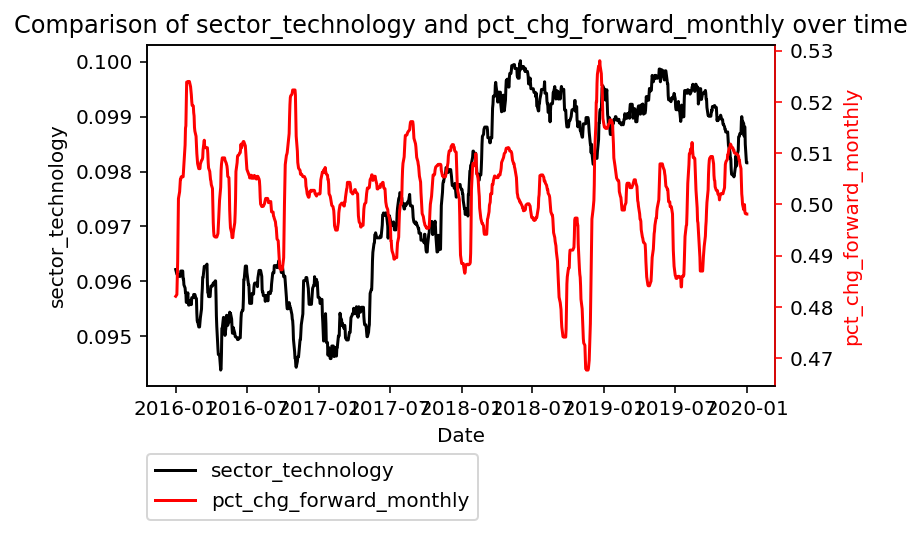 Comparison of sector_technology and pct_chg_forward_monthly over time
0.100
0.099
0.098
0.097
0.096
0.095
sector_technology
0.53
0.52
0.51
0.50
0.49
0.48
0.47
pct_chg_forward_monthly
2016-01 2016-07 2017-01 2017-07 2018-01 2018-07 2019-01 2019-07 2020-01
Date
sector_technology
pct_chg_forward_monthly